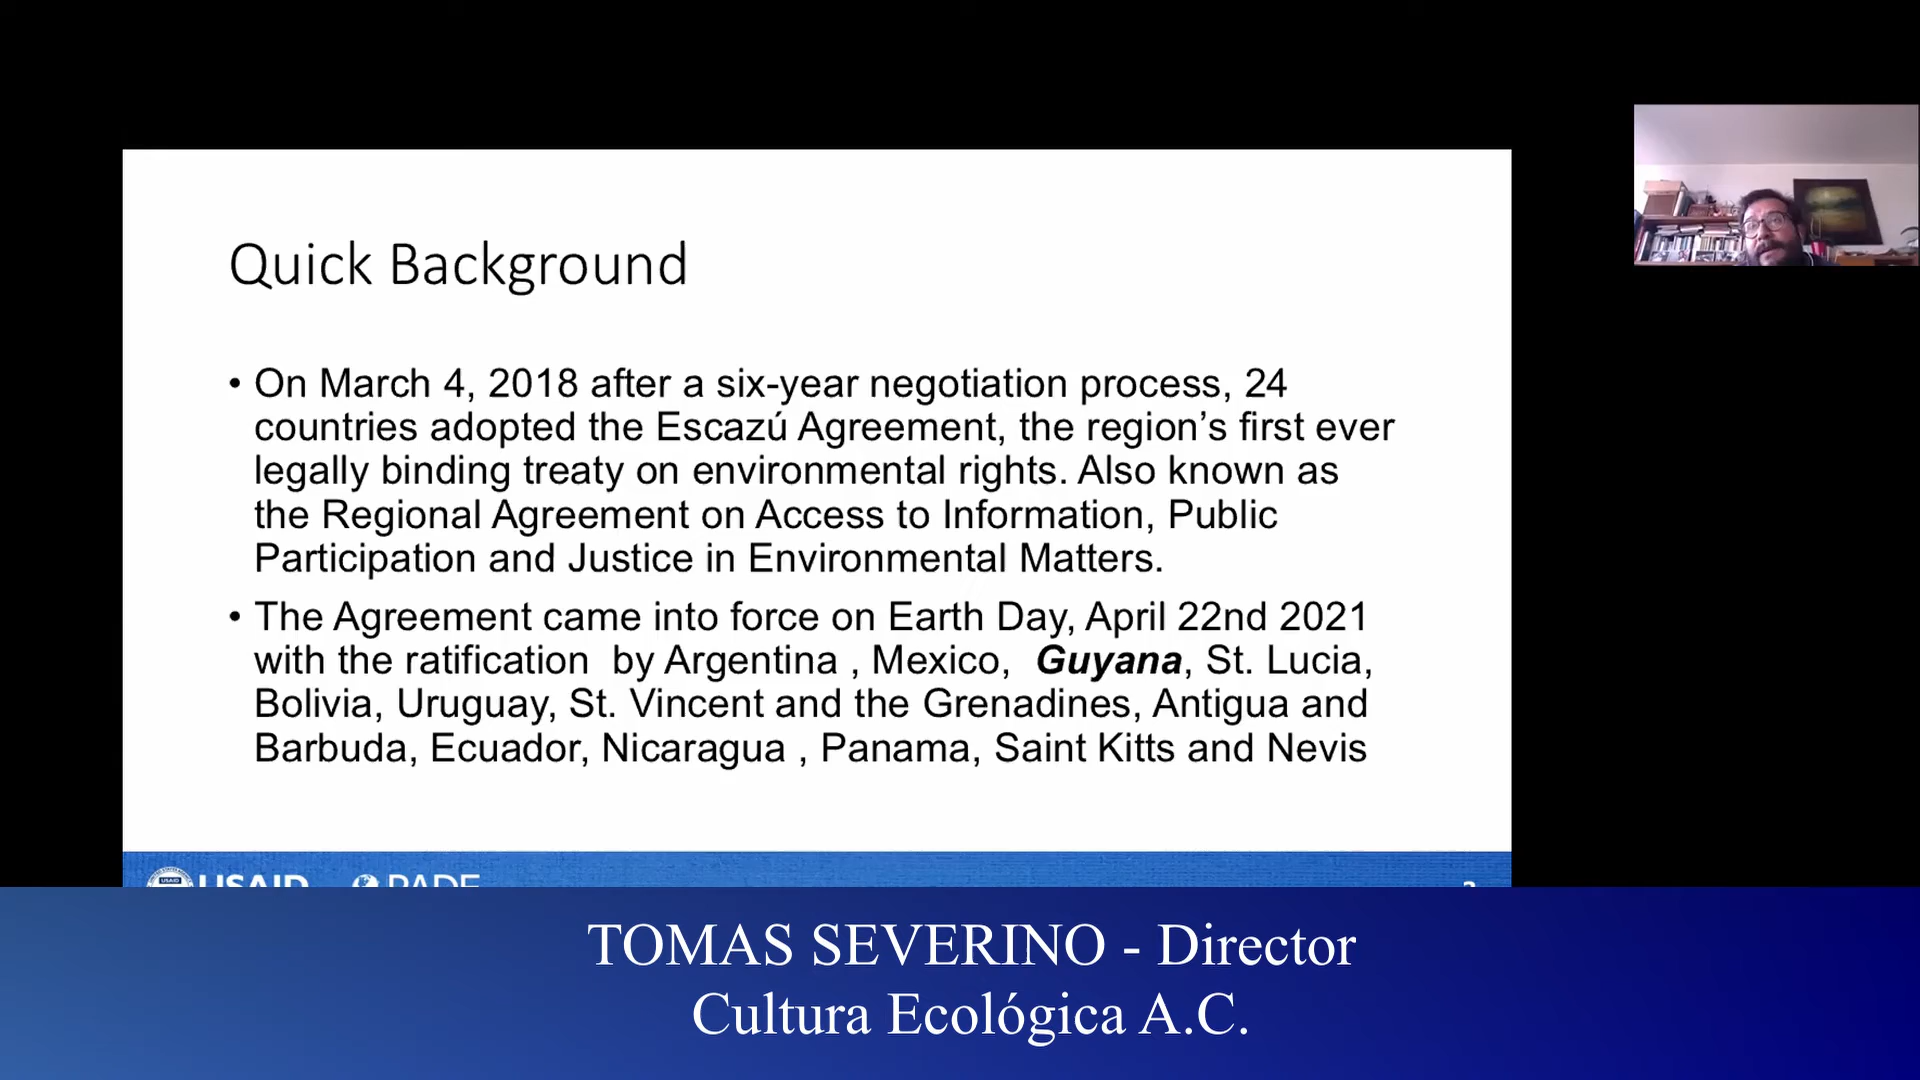 Quick Background
• On March 4, 2018 after a six-year negotiation process, 24
countries adopted the Escazú Agreement, the region’s first ever
legally binding treaty on environmental rights. Also known as
the Regional Agreement on Access to Information, Public
Participation and Justice in Environmental Matters.
• The Agreement came into force on Earth Day, April 22nd 2021
with the ratification by Argentina , Mexico, Guyana, St. Lucia,
Bolivia, Uruguay, St. Vincent and the Grenadines, Antigua and
Barbuda, Ecuador, Nicaragua , Panama, Saint Kitts and Nevis
USAID
TOMAS SEVERINO - Director
Cultura Ecológica A.C.